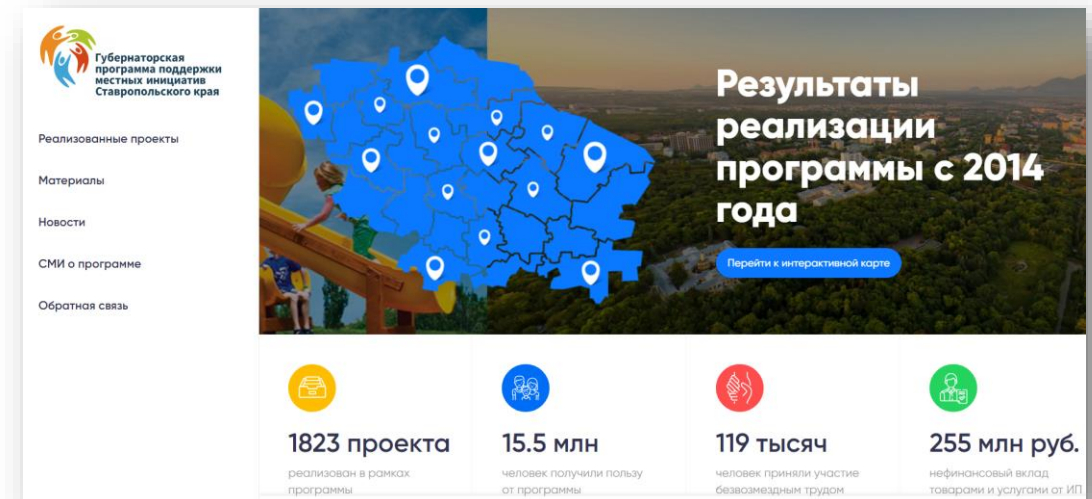 Губернаторская
программа поддержки
местных инициатив
Ставропольского края
Реализованные проекты
Материалы
Новости
СМИ о программе
Обратная связь
Результаты
реализации
программы с 2014
года
Перейти к интерактивной карте
1823 проекта
реализован в рамках
программы
15.5 млн
человек получили пользу
от программы
119 тысяч
человек приняли участие
безвозмездным трудом
255 млн руб.
нефинансовый вклад
товарами и услугами от ИП